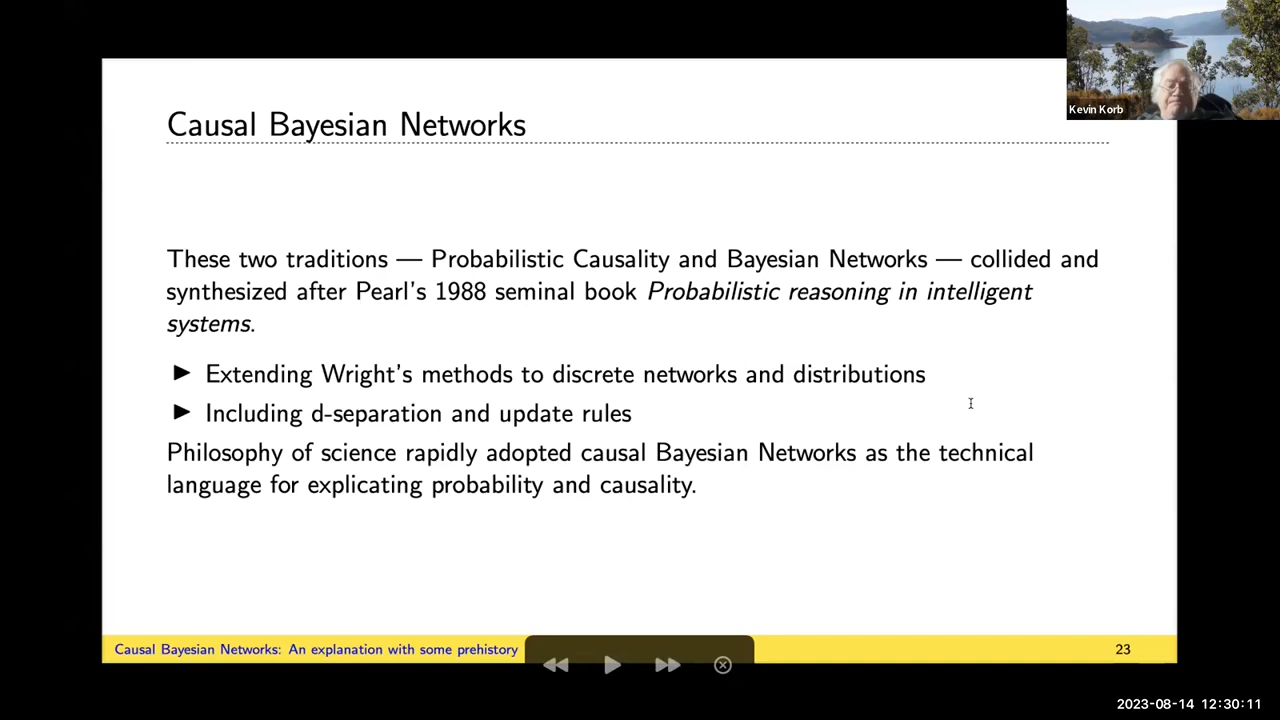 Kevin Korb
Causal Bayesian Networks
These two traditions — Probabilistic Causality and Bayesian Networks — collided and
synthesized after Pearl's 1988 seminal book Probabilistic reasoning in intelligent
systems.
Extending Wright's methods to discrete networks and distributions
Including d-separation and update rules
Philosophy of science rapidly adopted causal Bayesian Networks as the technical
language for explicating probability and causality.
Causal Bayesian Networks: An explanation with some prehistory
23
2023-08-14 12:30:11